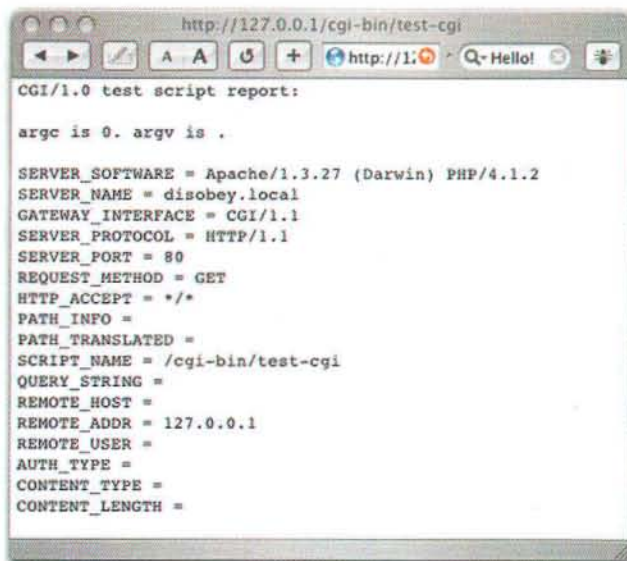 http://127.0.0.1/cgi-bin/test-cgi
A A + http://1: Q Hello!
CGI/1.0 test script report:
argc is 0. argv is .
SERVER_SOFTWARE = Apache/1.3.27 (Darwin) PHP/4.1.2
SERVER_NAME = disobey.local
GATEWAY_INTERFACE = CGI/1.1
SERVER_PROTOCOL = HTTP/1.1
SERVER_PORT = 80
REQUEST_METHOD = GET
HTTP_ACCEPT = */*
PATH_INFO =
PATH_TRANSLATED =
SCRIPT_NAME = /cgi-bin/test-cgi
QUERY_STRING =
REMOTE_HOST =
REMOTE_ADDR = 127.0.0.1
REMOTE_USER =
AUTH_TYPE =
CONTENT_TYPE =
CONTENT_LENGTH =